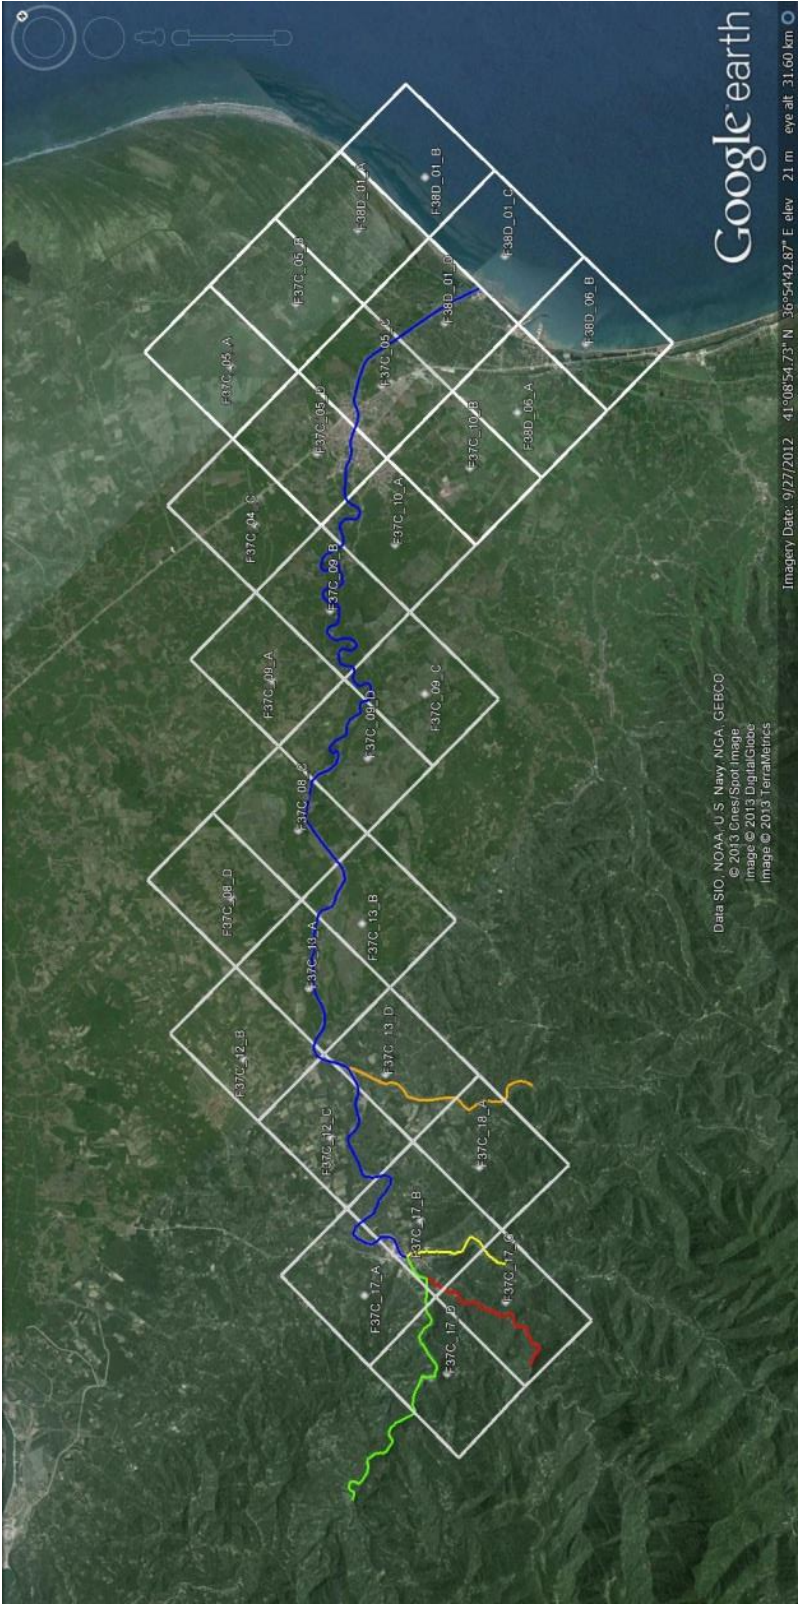 F38D_01_A
F38D_01_B
F38D_01_C
F38D_01_D
F38D_06_B
F38D_06_A
F37C_05_B
F37C_05_A
F37C_05_C
F37C_05_D
F37C_10_B
F37C_10_A
F37C_04_C
F37C_09_B
F37C_09_A
F37C_09_D
F37C_09_C
F37C_08_C
F37C_08_D
F37C_13_A
F37C_13_B
F37C_12_B
F37C_13_D
F37C_12_C
F37C_18_A
F37C_17_B
F37C_17_A
F37C_17_C
F37C_17_D
Data SIO, NOAA, U.S. Navy, NGA, GEBCO
© 2013 Cnes/Spot Image
Image © 2013 DigitalGlobe
Image © 2013 TerraMetrics
Google earth
Imagery Date: 9/27/2012 41°08'54.73" N 36°54'42.87" E elev 21 m eye alt 31.60 km